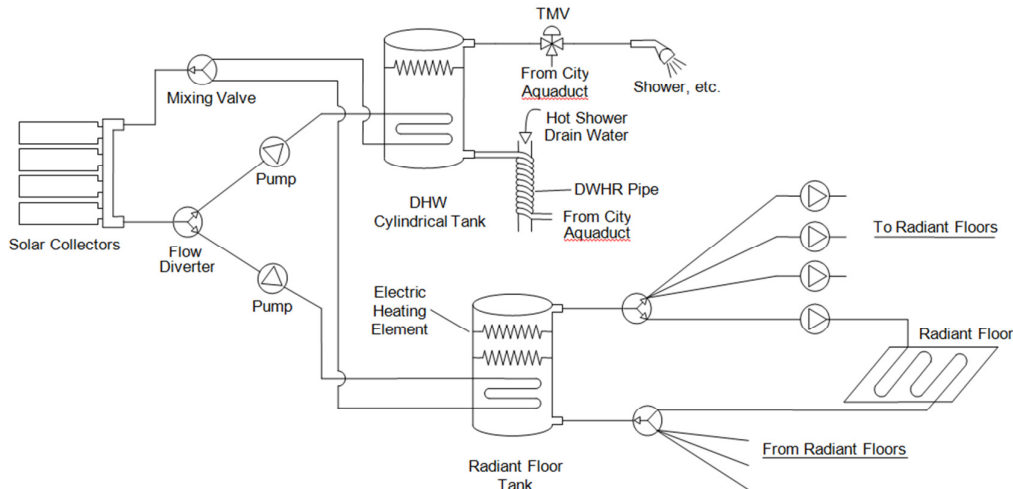 TMV
From City
Aquaduct
Shower, etc.
Mixing Valve
Hot Shower
Drain Water
Pump
DHW
Cylindrical Tank
DWHR Pipe
From City
Aquaduct
Solar Collectors
Flow
Diverter
To Radiant Floors
Pump
Electric
Heating
Element
Radiant Floor
From Radiant Floors
Radiant Floor
Tank